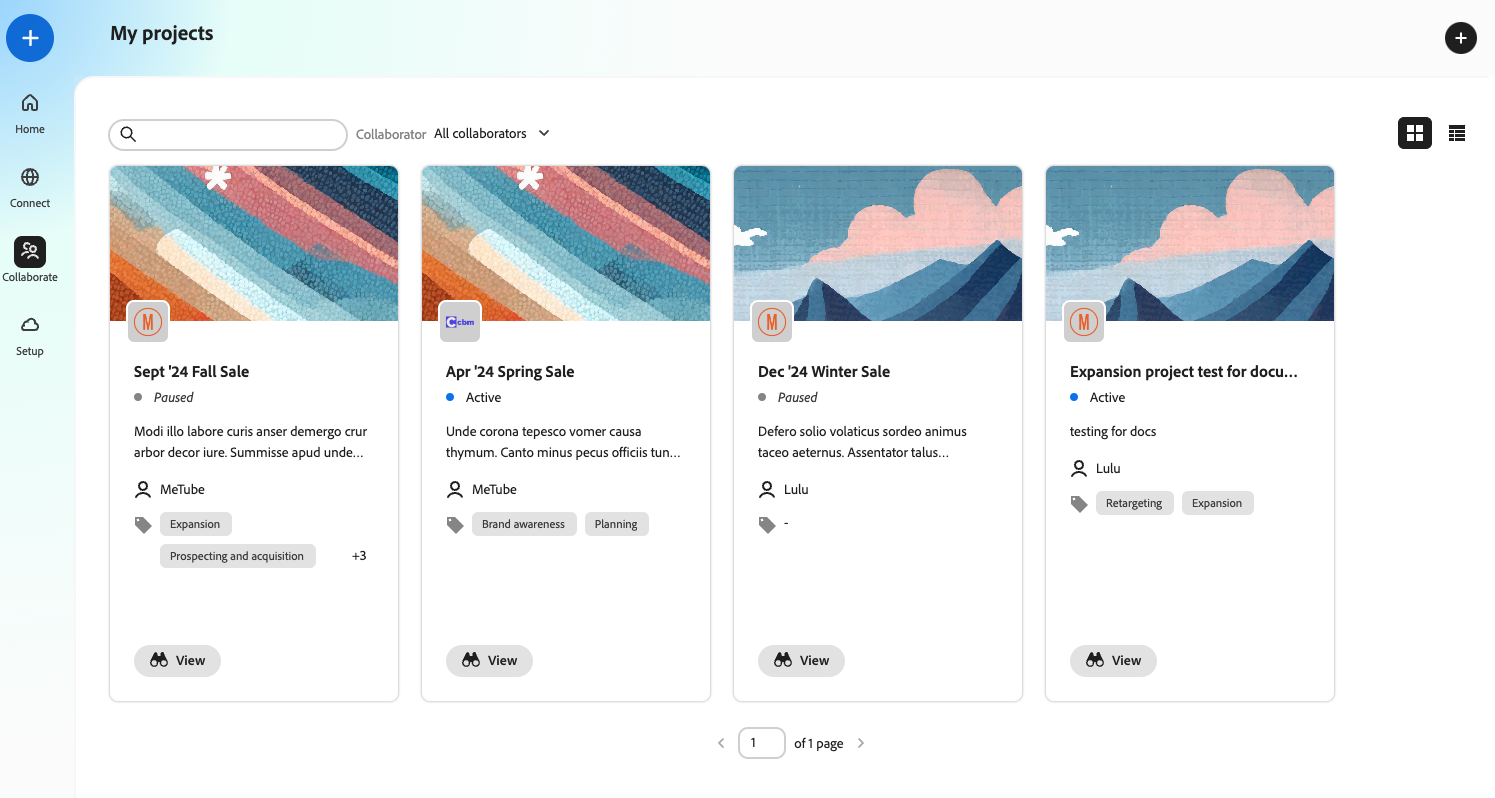 My projects
Home
Connect
Collaborate
Setup
Collaborator All collaborators
M
Sept '24 Fall Sale
Paused
Modi illo labore curis anser demergo crur
arbor decor iure. Summisse apud unde…
MeTube
Expansion
Prospecting and acquisition +3
View
Ccbm
Apr '24 Spring Sale
Active
Unde corona tepesco vomer causa
thymum. Canto minus pecus officiis tun…
MeTube
Brand awareness Planning
View
M
Dec '24 Winter Sale
Paused
Defero solio volaticus sordeo animus
taceo aeternus. Assentator talus…
Lulu
-
View
M
Expansion project test for docu…
Active
testing for docs
Lulu
Retargeting Expansion
View
1 of 1 page